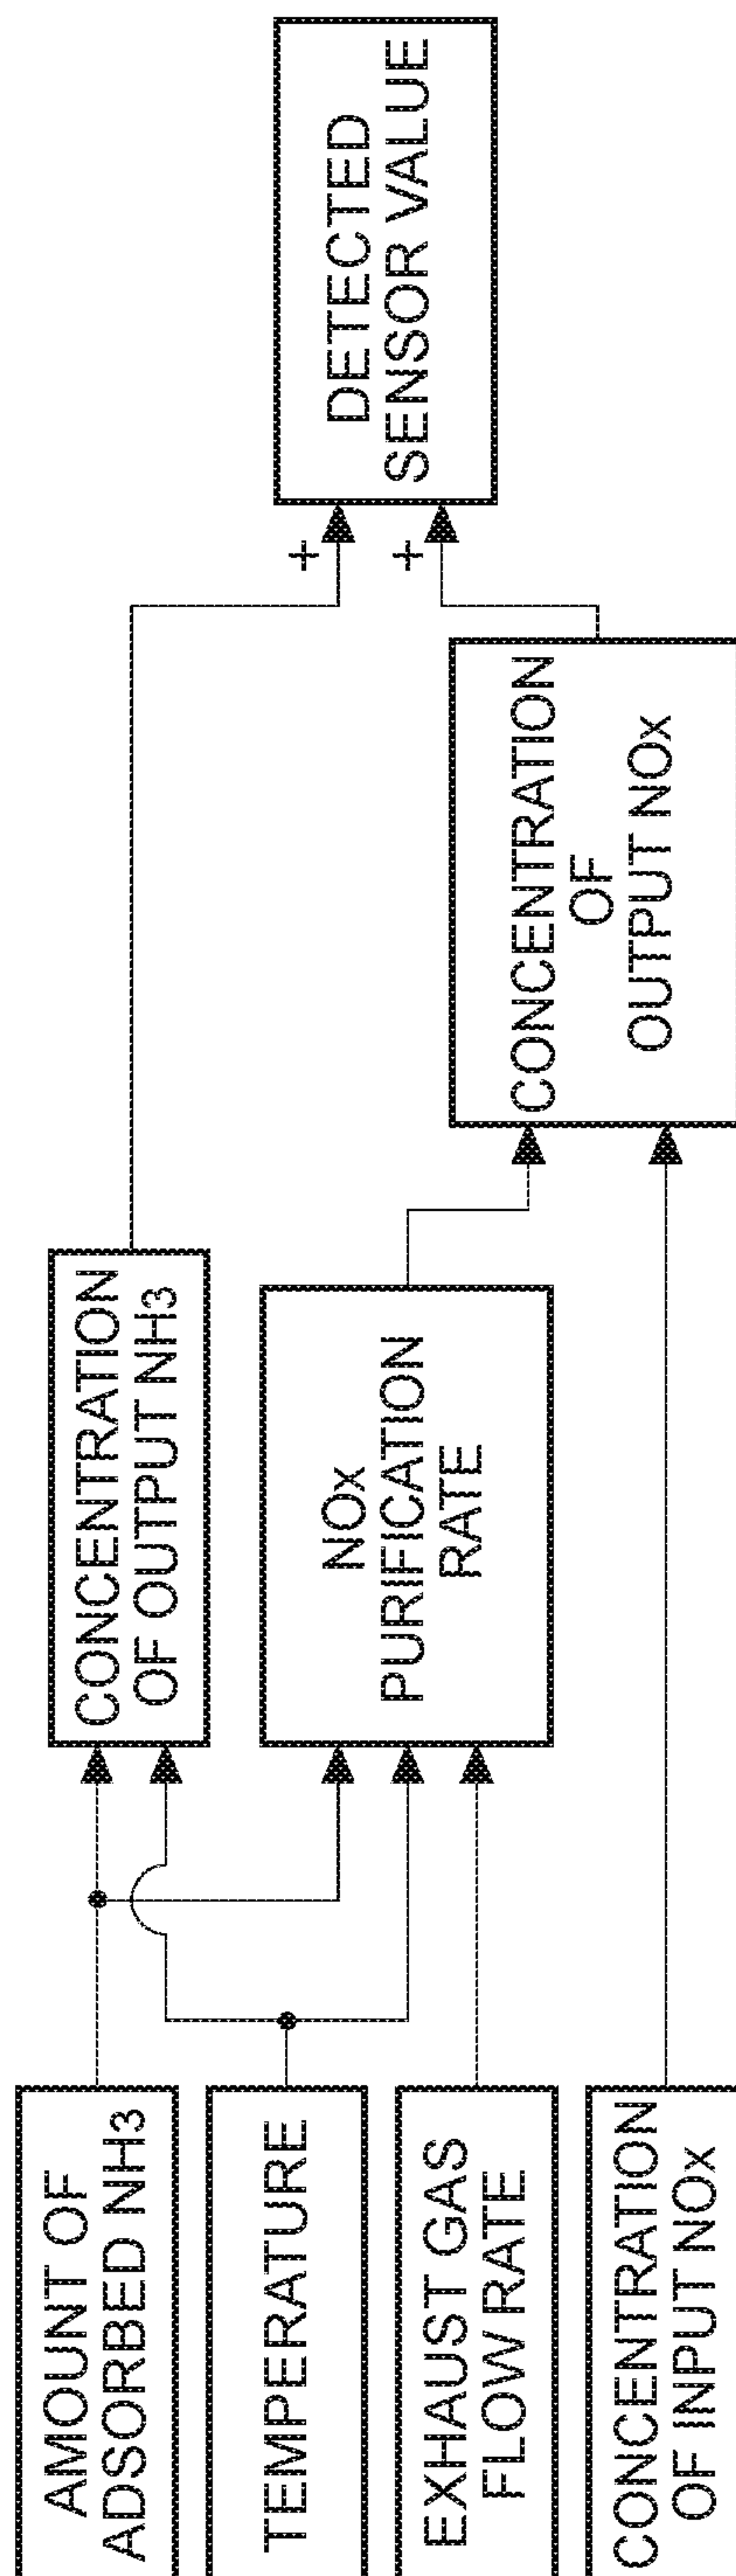 AMOUNT OF
ADSORBED NH3
TEMPERATURE
EXHAUST GAS
FLOW RATE
CONCENTRATION
OF INPUT NOx
CONCENTRATION
OF OUTPUT NH3
NOx
PURIFICATION
RATE
CONCENTRATION
OF
OUTPUT NOx
+
+
DETECTED
SENSOR VALUE